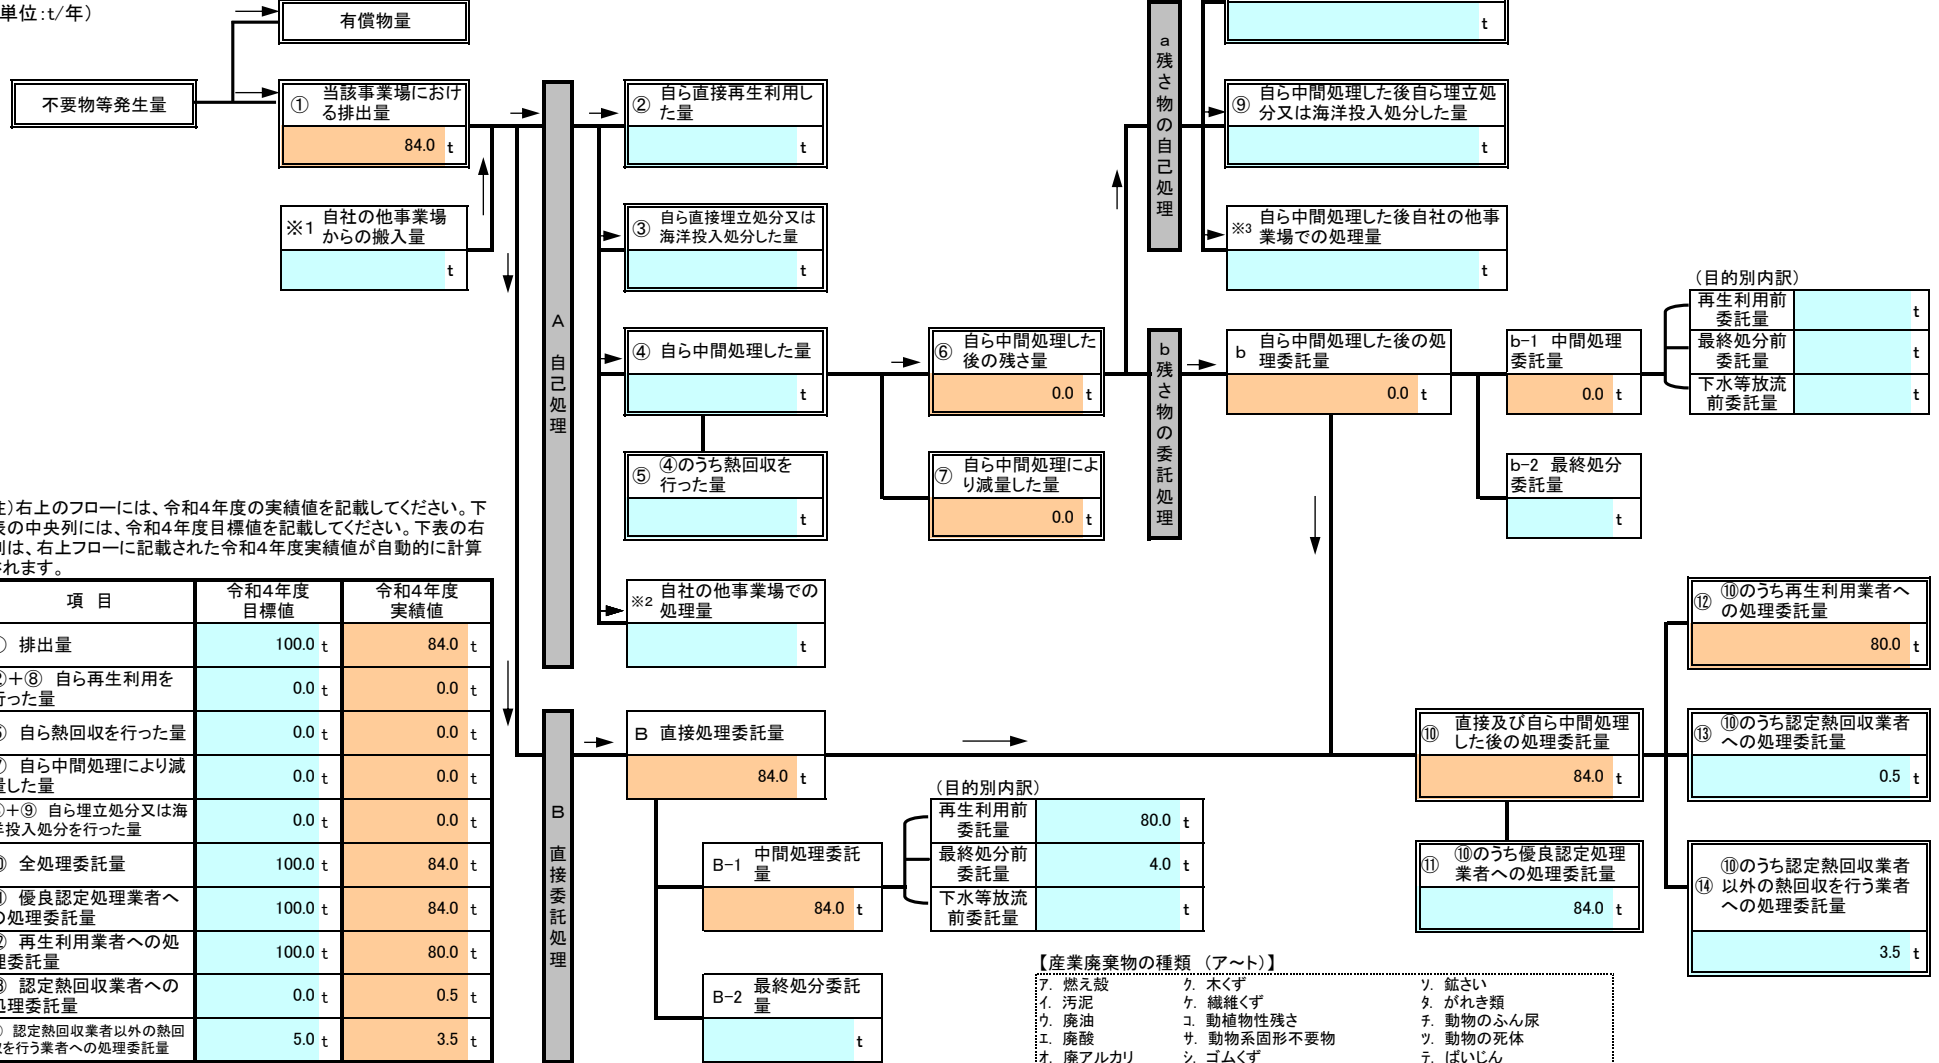 単位:t/年）
有償物量
t
不要物等発生量
① 当該事業場におけ
る排出量
84.0 t
② 自ら直接再生利用し
た量
t
a
残
さ
物
の
自
己
処
理
⑨ 自ら中間処理した後自ら埋立処
分又は海洋投入処分した量
t
※1 自社の他事業場
からの搬入量
t
③ 自ら直接埋立処分又は
海洋投入処分した量
t
※3 自ら中間処理した後自社の他事
業場での処理量
t
A
自
己
処
理
④ 自ら中間処理した量
t
⑥ 自ら中間処理した
後の残さ量
0.0 t
b
残
さ
物
の
委
託
処
理
b 自ら中間処理した後の処
理委託量
0.0 t
b-1 中間処理
委託量
0.0 t
（目的別内訳）
再生利用前
委託量 t
最終処分前
委託量 t
下水等放流
前委託量 t
⑤ ④のうち熱回収を
行った量
t
⑦ 自ら中間処理によ
り減量した量
0.0 t
b-2 最終処分
委託量
t
）右上のフローには、令和4年度の実績値を記載してください。下
の中央列には、令和4年度目標値を記載してください。下表の右
は、右上フローに記載された令和4年度実績値が自動的に計算
れます。
項 目 令和4年度
目標値 令和4年度
実績値
排出量 100.0 t 84.0 t
+⑧ 自ら再生利用を
った量 0.0 t 0.0 t
自ら熱回収を行った量 0.0 t 0.0 t
自ら中間処理により減
した量 0.0 t 0.0 t
+⑨ 自ら埋立処分又は海
投入処分を行った量 0.0 t 0.0 t
全処理委託量 100.0 t 84.0 t
優良認定処理業者へ
の処理委託量 100.0 t 84.0 t
再生利用業者への処
理委託量 100.0 t 80.0 t
認定熱回収業者への
処理委託量 0.0 t 0.5 t
認定熱回収業者以外の熱回
を行う業者への処理委託量 5.0 t 3.5 t
※2 自社の他事業場での
処理量
t
B
直
接
委
託
処
理
B 直接処理委託量
84.0 t
B-1 中間処理委託
量
84.0 t
（目的別内訳）
再生利用前
委託量 80.0 t
最終処分前
委託量 4.0 t
下水等放流
前委託量 t
B-2 最終処分委託
量
t
⑩ 直接及び自ら中間処理
した後の処理委託量
84.0 t
⑪ ⑩のうち優良認定処理
業者への処理委託量
84.0 t
⑫ ⑩のうち再生利用業者へ
の処理委託量
80.0 t
⑬ ⑩のうち認定熱回収業者
への処理委託量
0.5 t
⑭ ⑩のうち認定熱回収業者
以外の熱回収を行う業者
への処理委託量
3.5 t
【産業廃棄物の種類 （ア～ト）】
ｱ. 燃え殻 ｸ. 木くず ｿ. 鉱さい
ｲ. 汚泥 ｹ. 繊維くず ﾀ. がれき類
ｳ. 廃油 ｺ. 動植物性残さ ﾁ. 動物のふん尿
ｴ. 廃酸 ｻ. 動物系固形不要物 ﾂ. 動物の死体
ｵ. 廃アルカリ ｼ. ゴムくず ﾃ. ばいじん